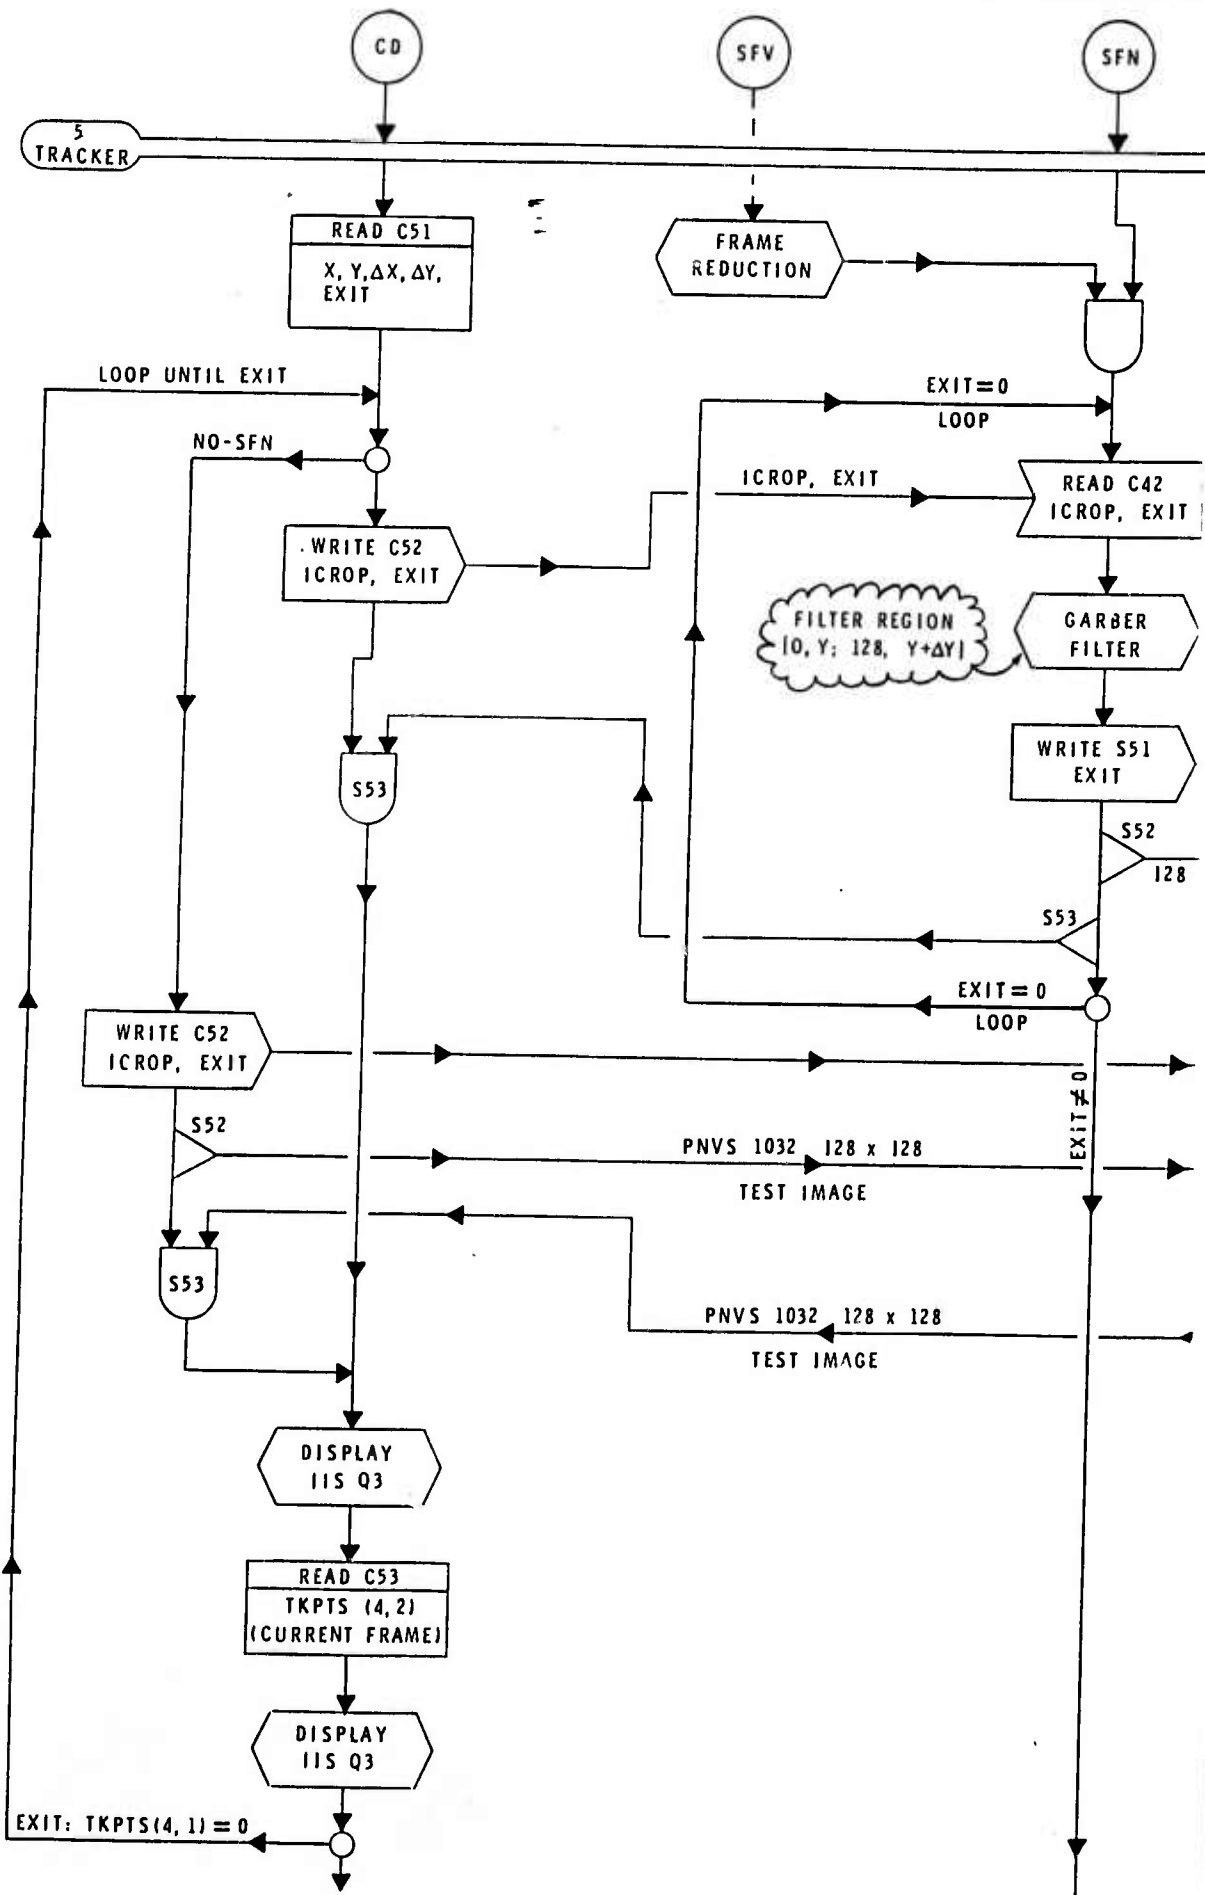 CD
SFV
SFN
5
TRACKER
READ C51
X, Y, ΔX, ΔY,
EXIT
FRAME
REDUCTION
LOOP UNTIL EXIT
EXIT=0
LOOP
NO-SFN
ICROP, EXIT
READ C42
ICROP, EXIT
WRITE C52
ICROP, EXIT
FILTER REGION
|0, Y; 128, Y+ΔY|
GARBER
FILTER
WRITE S51
EXIT
S53
S52
128
S53
EXIT=0
LOOP
WRITE C52
ICROP, EXIT
EXIT≠0
S52
PNVS 1032 128 x 128
TEST IMAGE
S53
PNVS 1032 128 x 128
TEST IMAGE
DISPLAY
IIS Q3
READ C53
TKPTS (4,2)
(CURRENT FRAME)
DISPLAY
IIS Q3
EXIT: TKPTS(4,1)=0